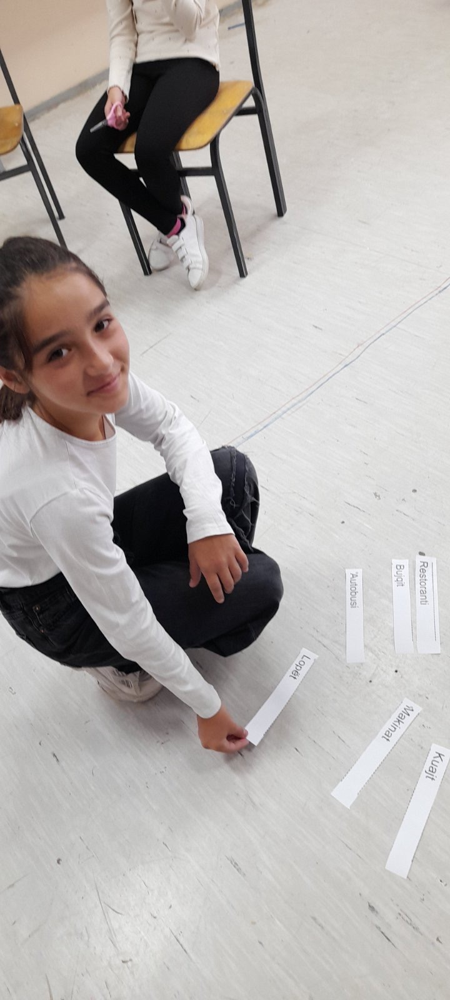 Restoranti
Bujqit
'Autobusi
Lopët
'Makinat
Kuajt